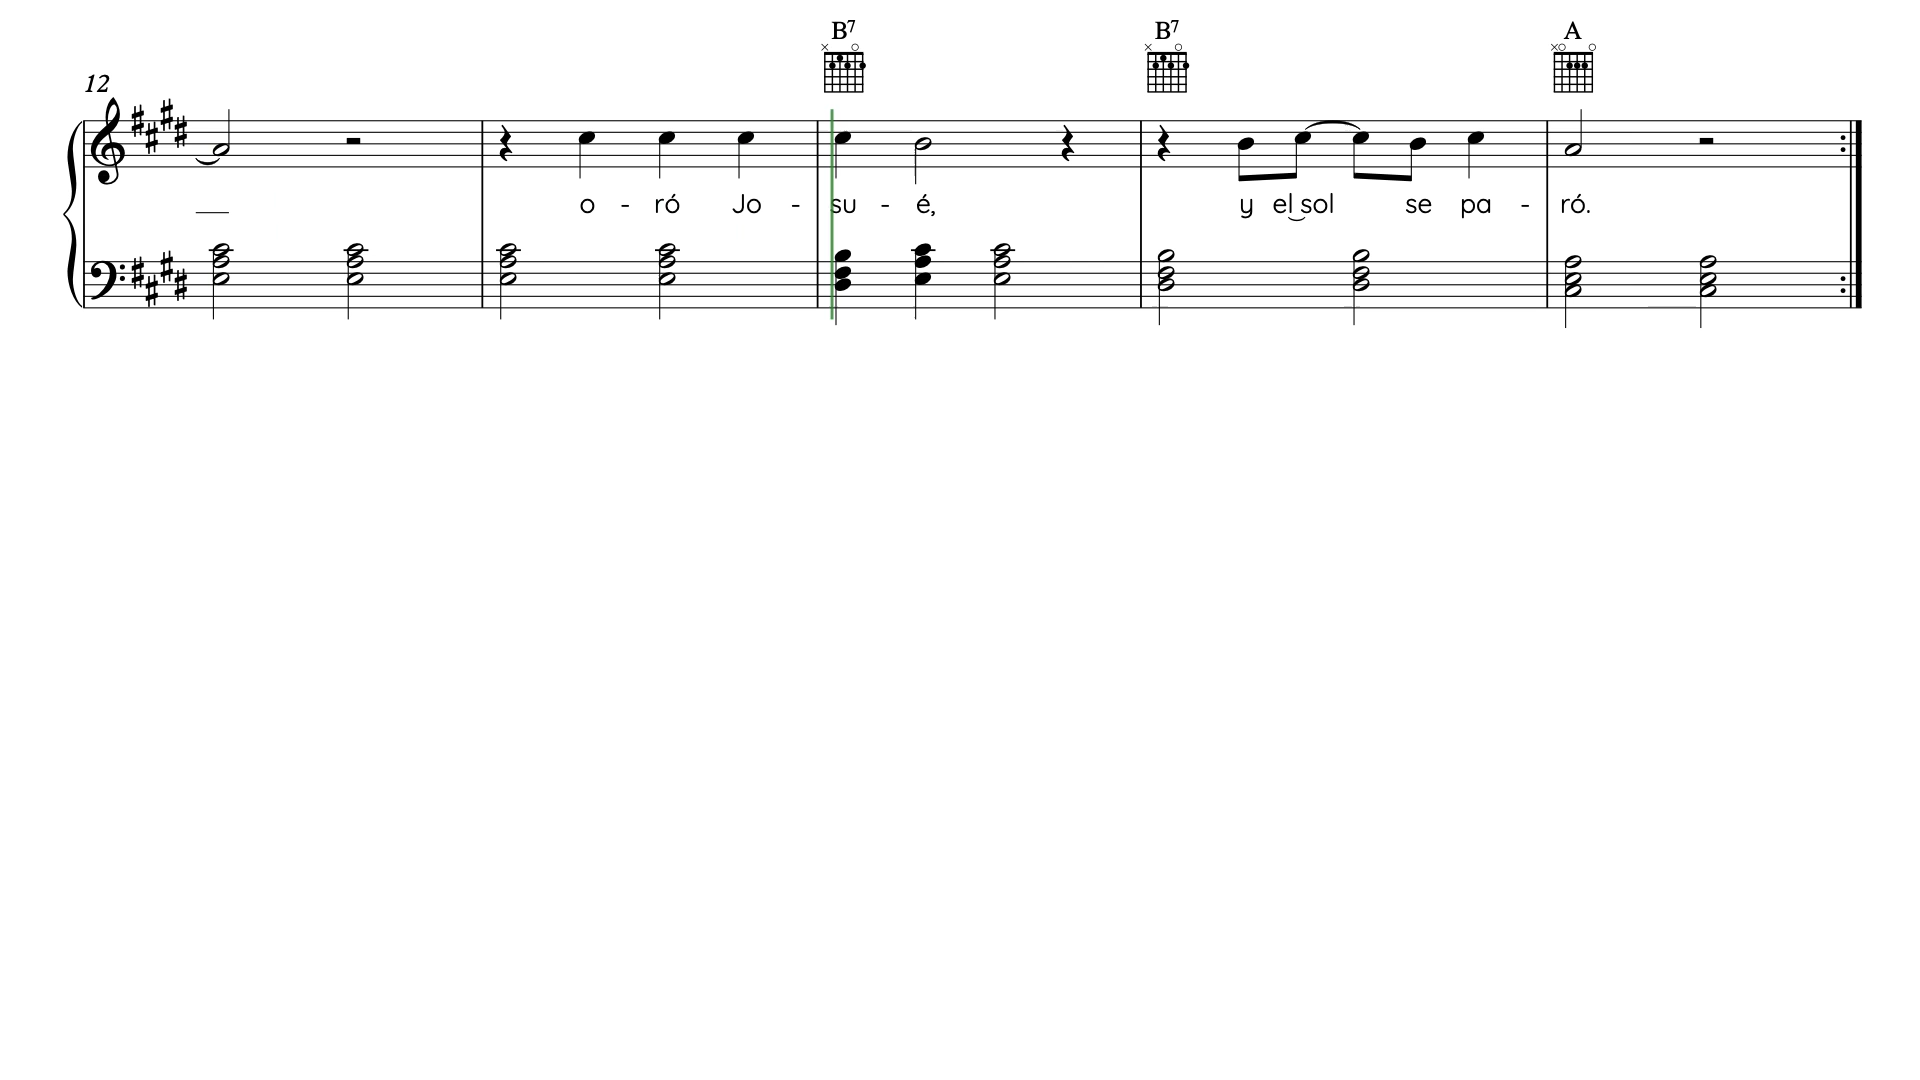 B7 B7 A
12
o - ró Jo - su - é, y el‿sol se pa - ró.